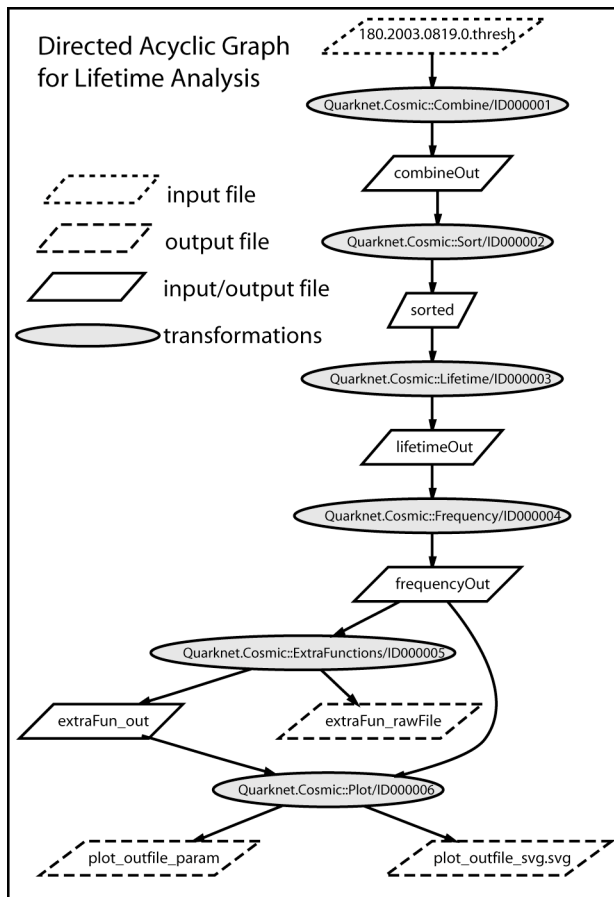 Directed Acyclic Graph
for Lifetime Analysis
180.2003.0819.0.thresh
Quarknet.Cosmic::Combine/ID000001
combineOut
input file
output file
input/output file
transformations
Quarknet.Cosmic::Sort/ID000002
sorted
Quarknet.Cosmic::Lifetime/ID000003
lifetimeOut
Quarknet.Cosmic::Frequency/ID000004
frequencyOut
Quarknet.Cosmic::ExtraFunctions/ID000005
extraFun_out
extraFun_rawFile
Quarknet.Cosmic::Plot/ID000006
plot_outfile_param
plot_outfile_svg.svg